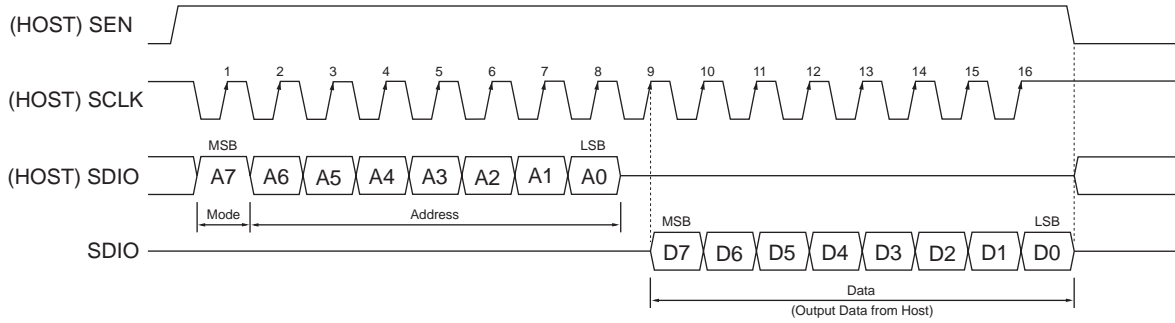 (HOST) SEN
1 2 3 4 5 6 7 8 9 10 11 12 13 14 15 16
(HOST) SCLK
MSB LSB
(HOST) SDIO A7 A6 A5 A4 A3 A2 A1 A0
Mode Address
MSB LSB
SDIO D7 D6 D5 D4 D3 D2 D1 D0
Data
(Output Data from Host)